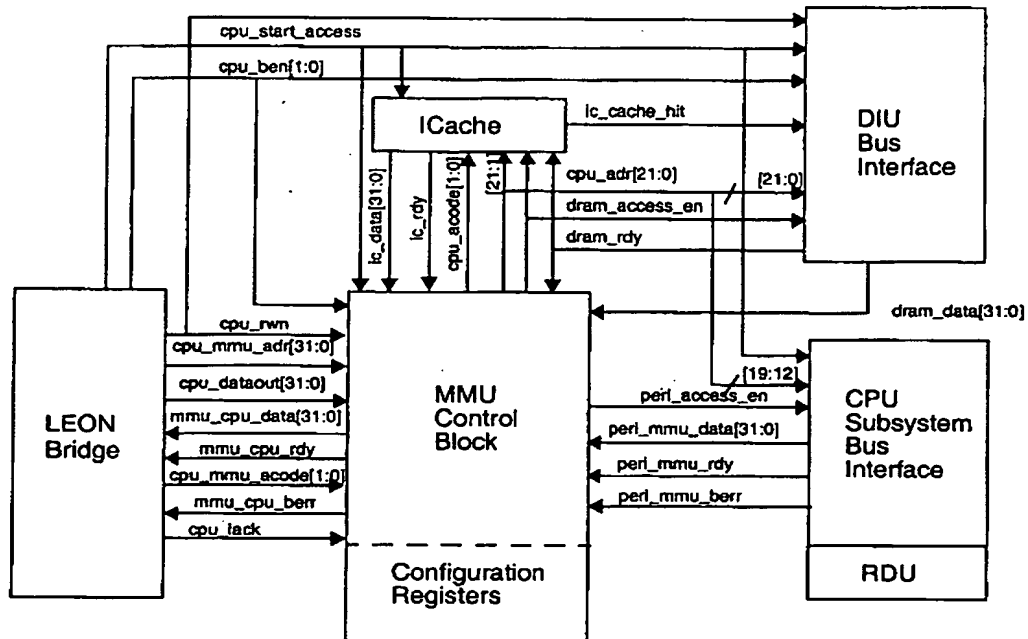 cpu_start_access
cpu_ben[1:0]
ICache
ic_cache_hit
DIU
Bus
Interface
ic_data[31:0]
ic_rdy
cpu_acode[1:0]
[21:1]
cpu_adr[21:0]
[21:0]
dram_access_en
dram_rdy
dram_data[31:0]
LEON
Bridge
cpu_rwn
cpu_mmu_adr[31:0]
cpu_dataout[31:0]
mmu_cpu_data[31:0]
mmu_cpu_rdy
cpu_mmu_acode[1:0]
mmu_cpu_berr
cpu_iack
MMU
Control
Block
Configuration
Registers
[19:12]
peri_access_en
peri_mmu_data[31:0]
peri_mmu_rdy
peri_mmu_berr
CPU
Subsystem
Bus
Interface
RDU